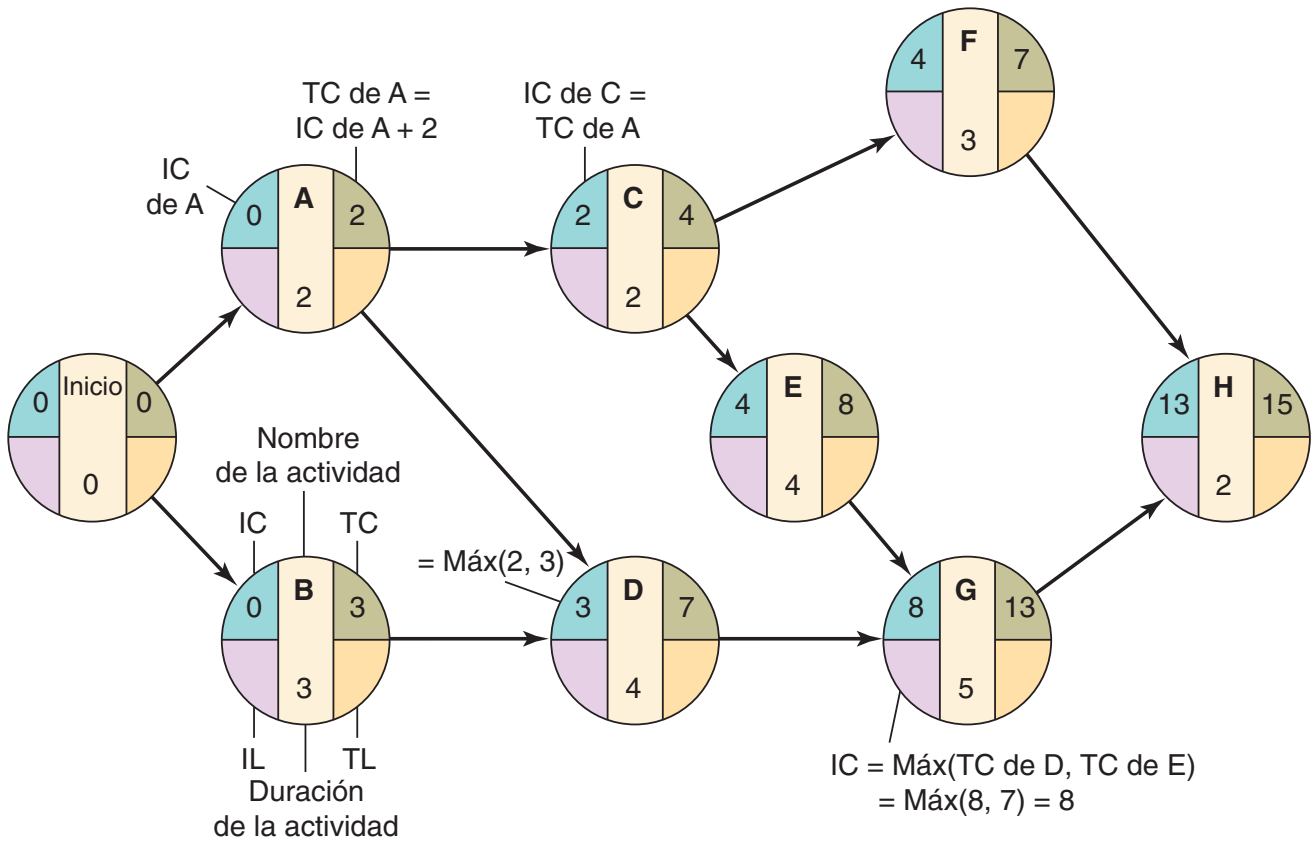 F
4
7
3
TC de A =
IC de A + 2
IC de C =
TC de A
IC
de A
A
0
2
2
C
2
4
2
Inicio
0
0
0
E
4
8
4
H
13
15
2
Nombre
de la actividad
IC
TC
B
0
3
3
IL
TL
Duración
de la actividad
= Máx(2, 3)
D
3
7
4
G
8
13
5
IC = Máx(TC de D, TC de E)
= Máx(8, 7) = 8